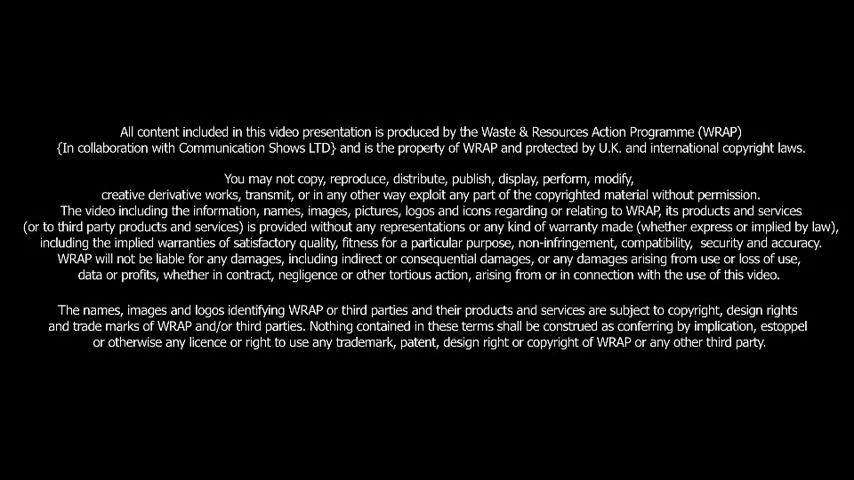 All content included in this video presentation is produced by the Waste & Resources Action Programme (WRAP)
{In collaboration with Communication Shows LTD} and is the property of WRAP and protected by U.K. and international copyright laws.
You may not copy, reproduce, distribute, publish, display, perform, modify,
creative derivative works, transmit, or in any other way exploit any part of the copyrighted material without permission.
The video including the information, names, images, pictures, logos and icons regarding or relating to WRAP, its products and services
(or to third party products and services) is provided without any representations or any kind of warranty made (whether express or implied by law),
including the implied warranties of satisfactory quality, fitness for a particular purpose, non-infringement, compatibility, security and accuracy.
WRAP will not be liable for any damages, including indirect or consequential damages, or any damages arising from use or loss of use,
data or profits, whether in contract, negligence or other tortious action, arising from or in connection with the use of this video.
The names, images and logos identifying WRAP or third parties and their products and services are subject to copyright, design rights
and trade marks of WRAP and/or third parties. Nothing contained in these terms shall be construed as conferring by implication, estoppel
or otherwise any licence or right to use any trademark, patent, design right or copyright of WRAP or any other third party.